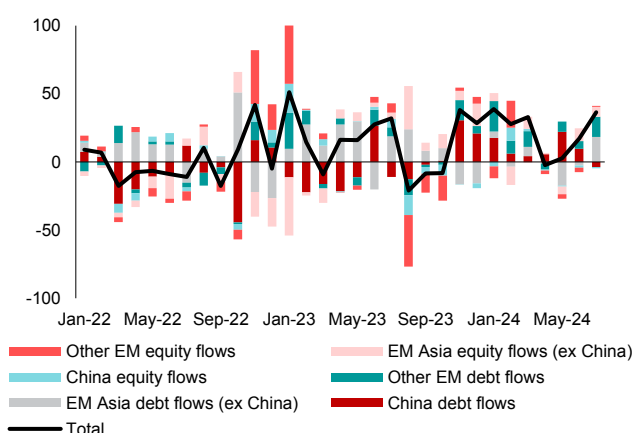 100
50
0
-50
-100
Jan-22 May-22 Sep-22 Jan-23 May-23 Sep-23 Jan-24 May-24
Other EM equity flows EM Asia equity flows (ex China)
China equity flows Other EM debt flows
EM Asia debt flows (ex China) China debt flows
Total